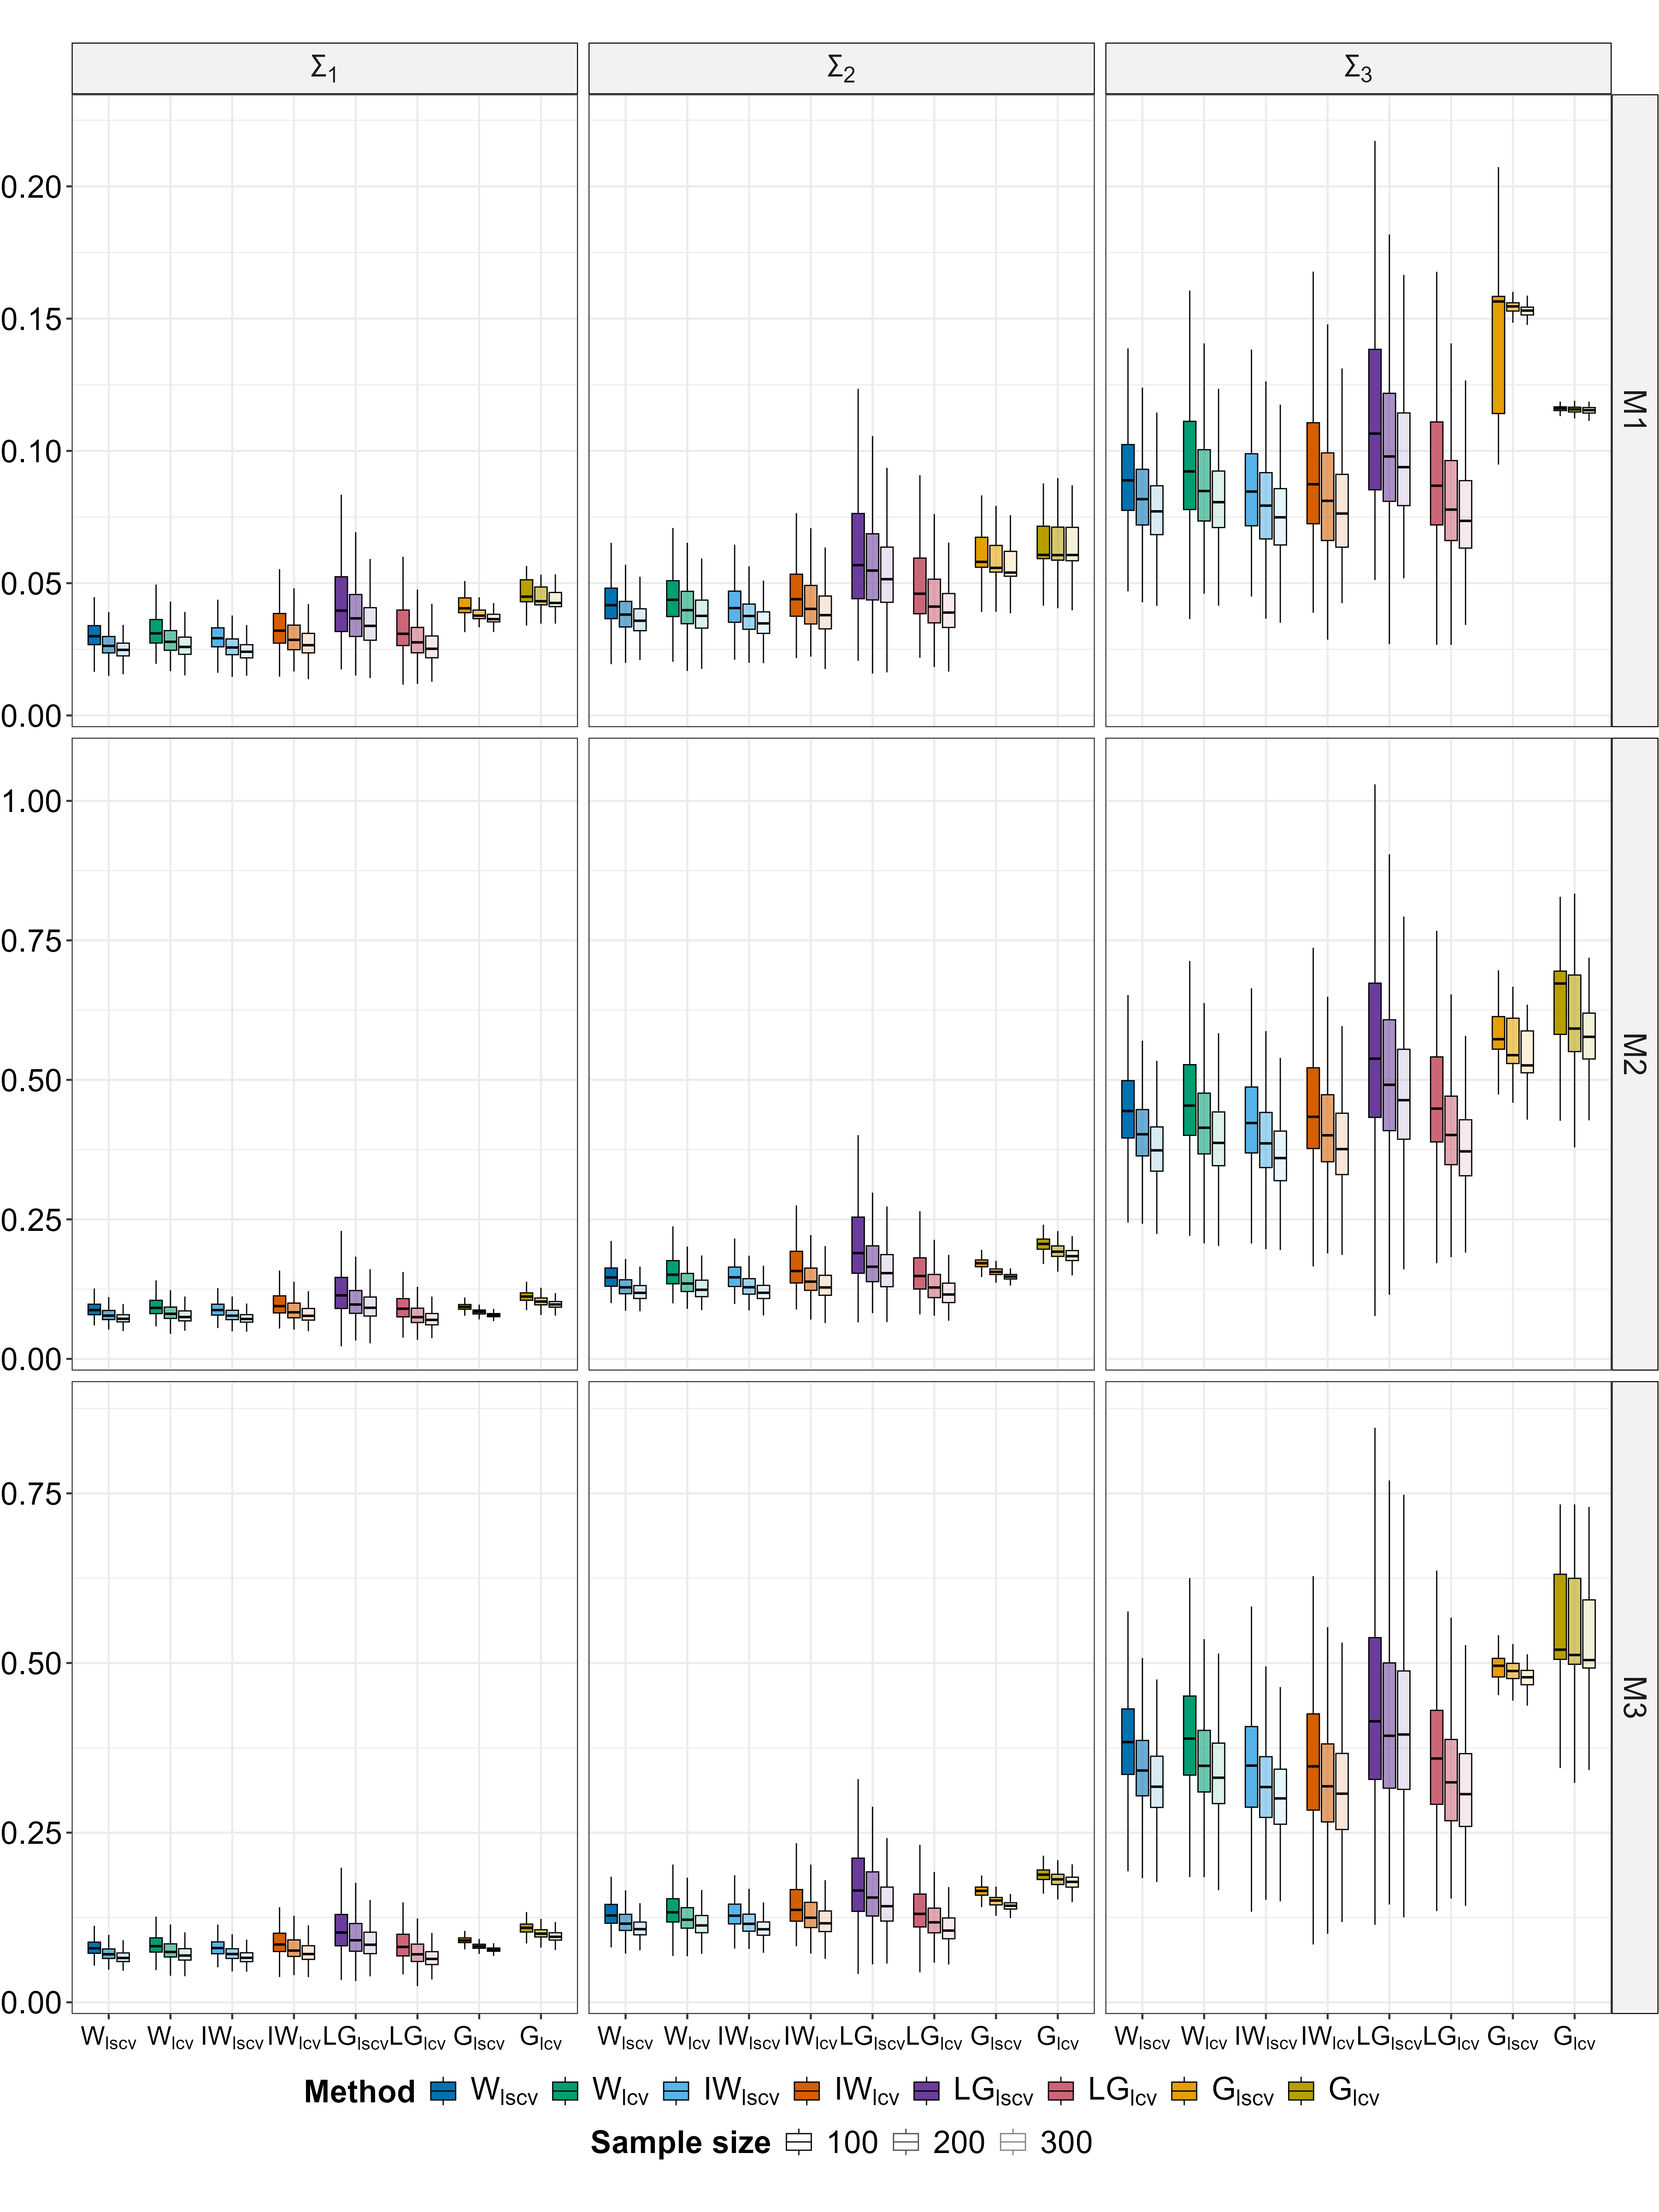 Σ₁ Σ₂ Σ₃
0.20
0.15
0.10
0.05
0.00
M1
1.00
0.75
0.50
0.25
0.00
M2
0.75
0.50
0.25
0.00
M3
Wlscv Wlcv IWlscv IWlcv LGlscv LGlcv Glscv Glcv Wlscv Wlcv IWlscv IWlcv LGlscv LGlcv Glscv Glcv Wlscv Wlcv IWlscv IWlcv LGlscv LGlcv Glscv Glcv
Method Wlscv Wlcv IWlscv IWlcv LGlscv LGlcv Glscv Glcv
Sample size 100 200 300